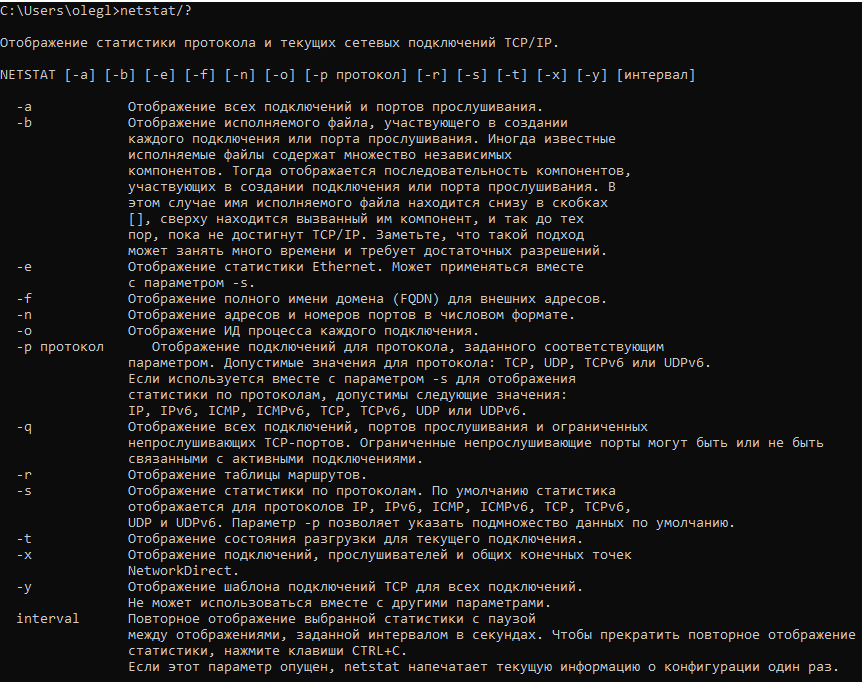 C:\Users\olegl>netstat/?
Отображение статистики протокола и текущих сетевых подключений TCP/IP.
NETSTAT [-a] [-b] [-e] [-f] [-n] [-o] [-p протокол] [-r] [-s] [-t] [-x] [-y] [интервал]
-a Отображение всех подключений и портов прослушивания.
-b Отображение исполняемого файла, участвующего в создании
каждого подключения или порта прослушивания. Иногда известные
исполняемые файлы содержат множество независимых
компонентов. Тогда отображается последовательность компонентов,
участвующих в создании подключения или порта прослушивания. В
этом случае имя исполняемого файла находится снизу в скобках
[], сверху находится вызванный им компонент, и так до тех
пор, пока не достигнут TCP/IP. Заметьте, что такой подход
может занять много времени и требует достаточных разрешений.
-e Отображение статистики Ethernet. Может применяться вместе
с параметром -s.
-f Отображение полного имени домена (FQDN) для внешних адресов.
-n Отображение адресов и номеров портов в числовом формате.
-o Отображение ИД процесса каждого подключения.
-p протокол Отображение подключений для протокола, заданного соответствующим
параметром. Допустимые значения для протокола: TCP, UDP, TCPv6 или UDPv6.
Если используется вместе с параметром -s для отображения
статистики по протоколам, допустимы следующие значения:
IP, IPv6, ICMP, ICMPv6, TCP, TCPv6, UDP или UDPv6.
-q Отображение всех подключений, портов прослушивания и ограниченных
непрослушивающих TCP-портов. Ограниченные непрослушивающие порты могут быть или не быть
связанными с активными подключениями.
-r Отображение таблицы маршрутов.
-s Отображение статистики по протоколам. По умолчанию статистика
отображается для протоколов IP, IPv6, ICMP, ICMPv6, TCP, TCPv6,
UDP и UDPv6. Параметр -p позволяет указать подмножество данных по умолчанию.
-t Отображение состояния разгрузки для текущего подключения.
-x Отображение подключений, прослушивателей и общих конечных точек
NetworkDirect.
-y Отображение шаблона подключений TCP для всех подключений.
Не может использоваться вместе с другими параметрами.
interval Повторное отображение выбранной статистики с паузой
между отображениями, заданной интервалом в секундах. Чтобы прекратить повторное отображение
статистики, нажмите клавиши CTRL+C.
Если этот параметр опущен, netstat напечатает текущую информацию о конфигурации один раз.